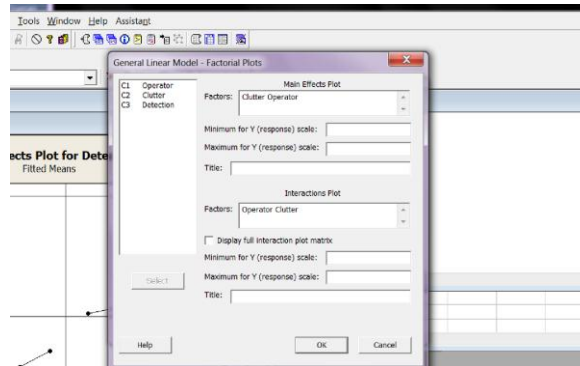 Tools Window Help Assistant
General Linear Model - Factorial Plots
C1 Operator
C2 Clutter
C3 Detection
Main Effects Plot
Factors: Clutter Operator
Minimum for Y (response) scale:
Maximum for Y (response) scale:
Title:
Interactions Plot
Factors: Operator Clutter
Display full interaction plot matrix
Minimum for Y (response) scale:
Maximum for Y (response) scale:
Title:
Select
Help
OK
Cancel
ects Plot for Dete
Fitted Means